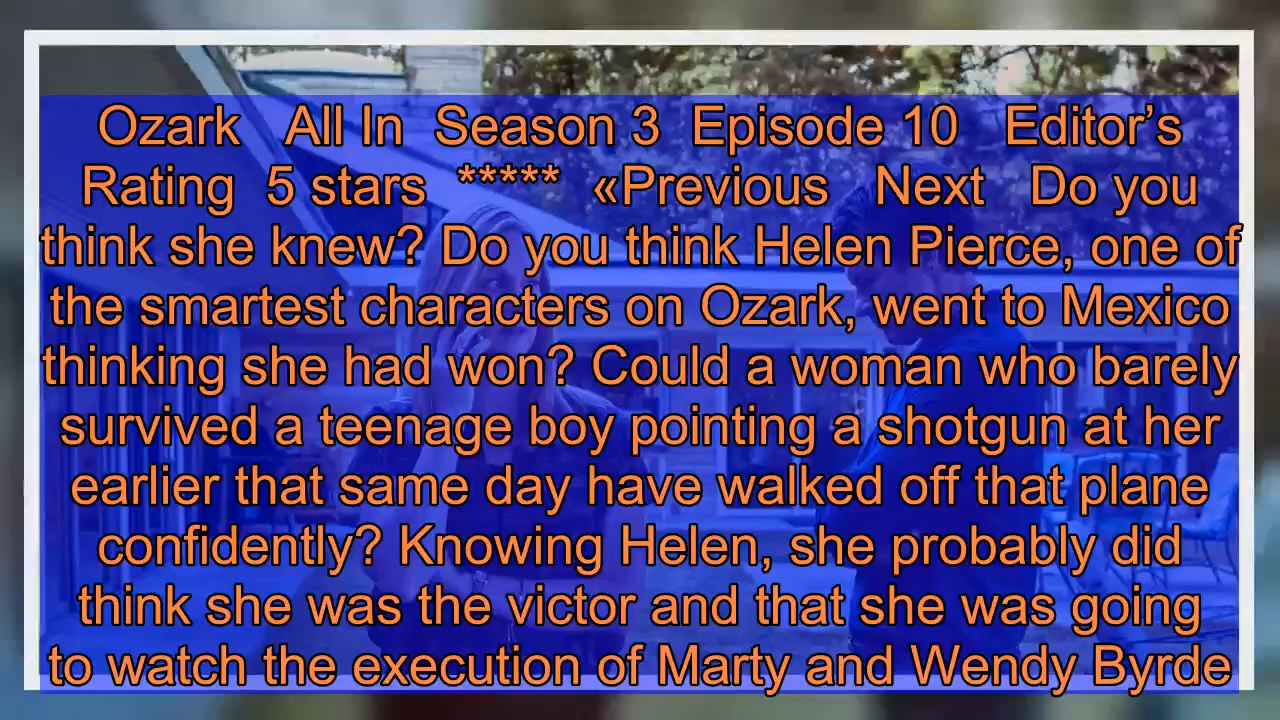 Ozark All In Season 3 Episode 10 Editor’s
Rating 5 stars ***** «Previous Next Do you
think she knew? Do you think Helen Pierce, one of
the smartest characters on Ozark, went to Mexico
thinking she had won? Could a woman who barely
survived a teenage boy pointing a shotgun at her
earlier that same day have walked off that plane
confidently? Knowing Helen, she probably did
think she was the victor and that she was going
to watch the execution of Marty and Wendy Byrde